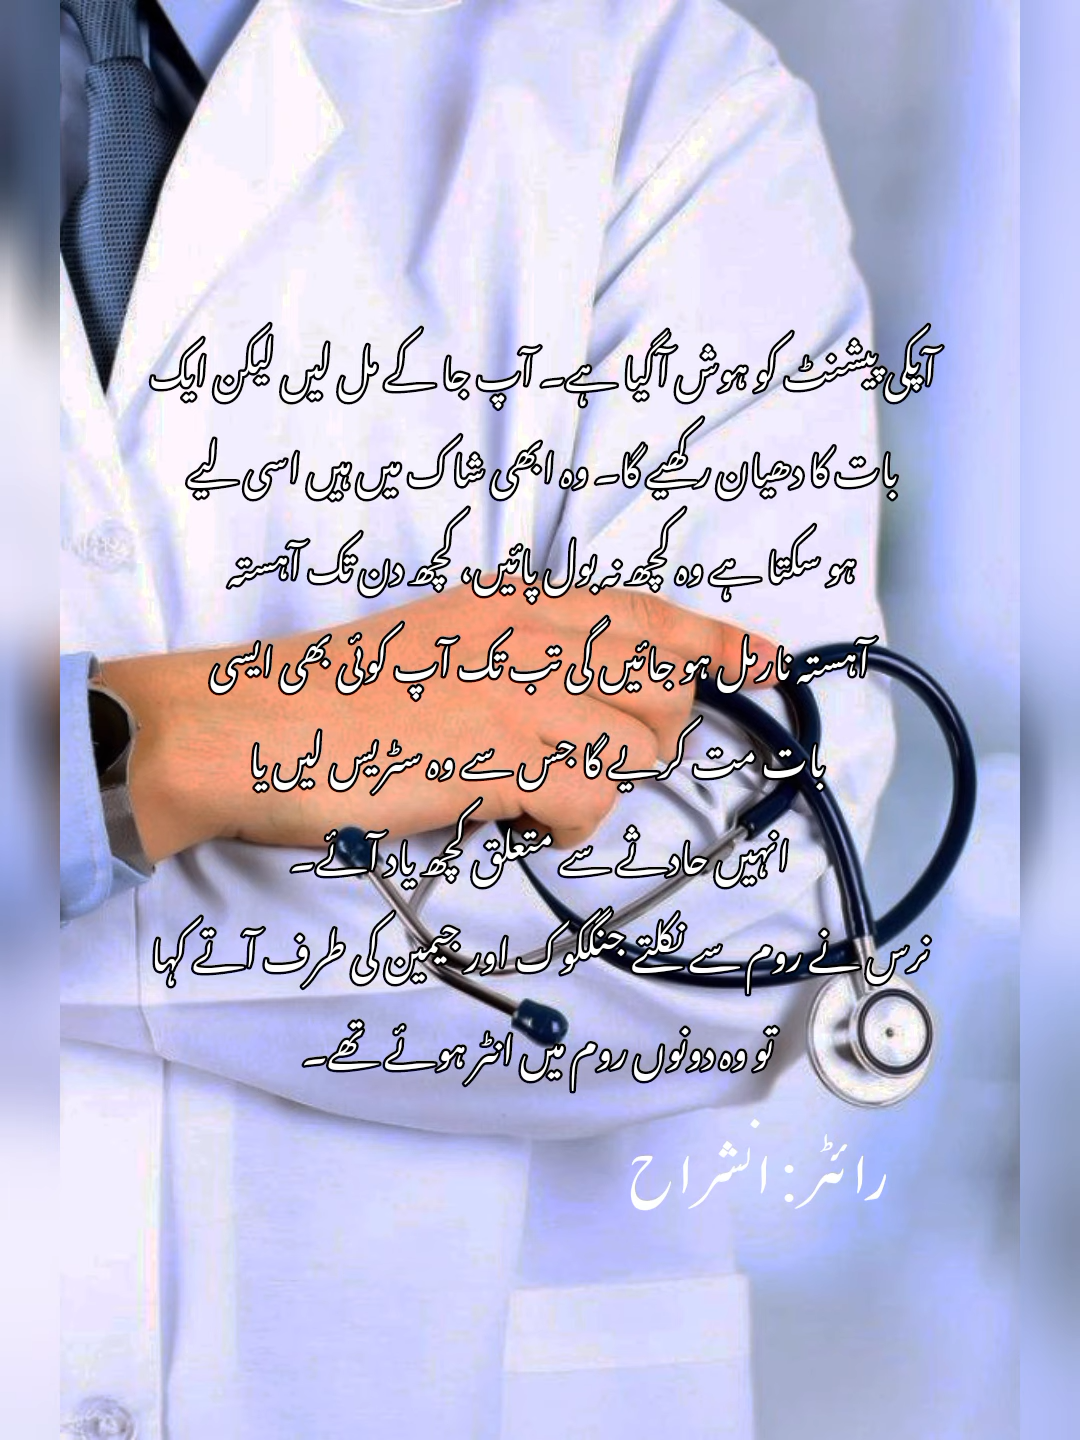 آپکی پیشنٹ کو ہوش آگیا ہے۔ آپ جا کے مل لیں لیکن ایک
بات کا دھیان رکھیے گا۔ وہ ابھی شاک میں ہیں اسی لیے
ہو سکتا ہے وہ کچھ نہ بول پائیں، کچھ دن تک آہستہ
آہستہ نارمل ہو جائیں گی تب تک آپ کوئی بھی ایسی
بات مت کریے گا جس سے وہ سٹریس لیں یا
انہیں حادثے سے متعلق کچھ یاد آئے۔
نرس نے روم سے نکلتے جنگکوک اور جیمین کی طرف آتے کہا
تو وہ دونوں روم میں انٹر ہوئے تھے۔
رائٹر : انشراح